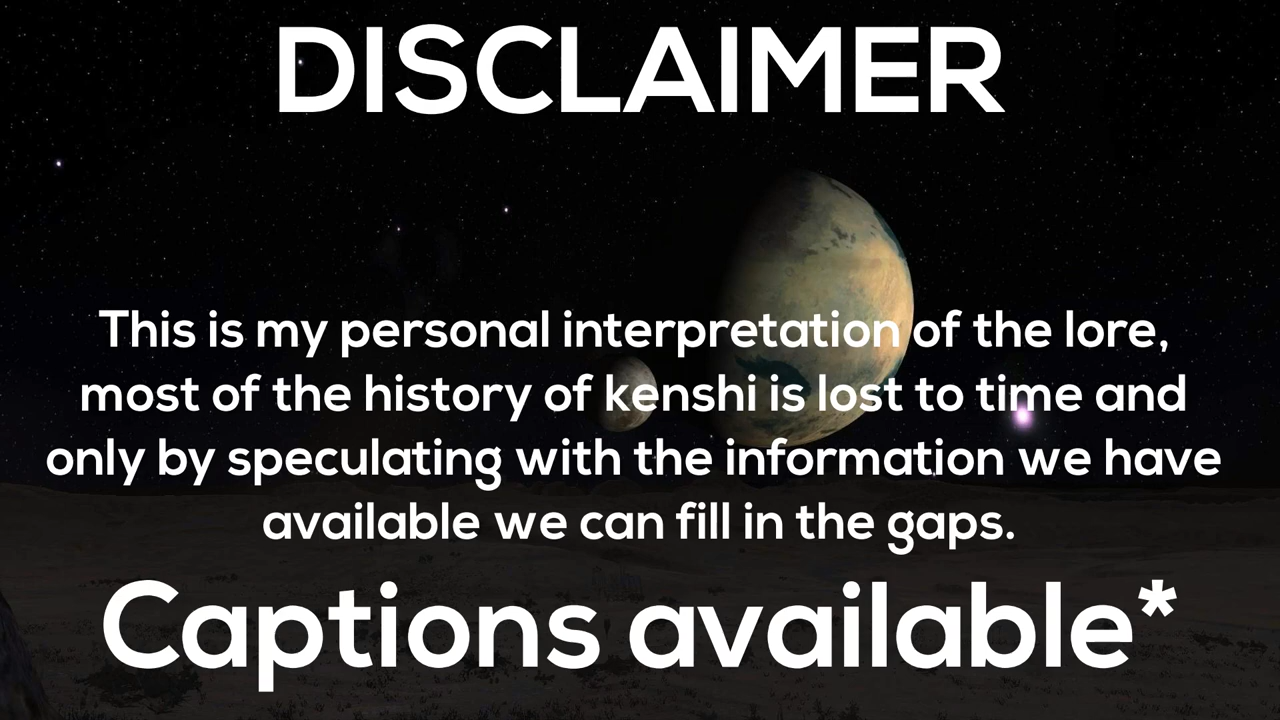 DISCLAIMER
This is my personal interpretation of the lore,
most of the history of kenshi is lost to time and
only by speculating with the information we have
available we can fill in the gaps.
Captions available*